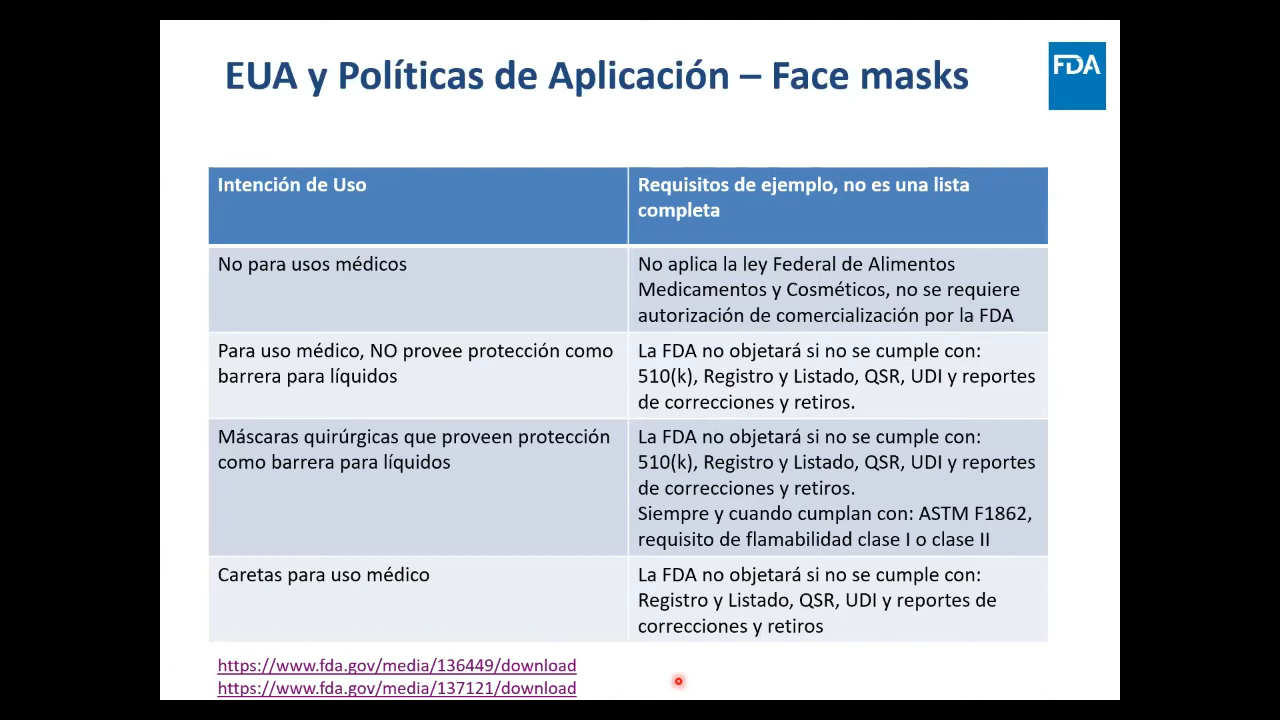 EUA y Políticas de Aplicación – Face masks
FDA
Intención de Uso
Requisitos de ejemplo, no es una lista
completa
No para usos médicos
No aplica la ley Federal de Alimentos
Medicamentos y Cosméticos, no se requiere
autorización de comercialización por la FDA
Para uso médico, NO provee protección como
barrera para líquidos
La FDA no objetará si no se cumple con:
510(k), Registro y Listado, QSR, UDI y reportes
de correcciones y retiros.
Máscaras quirúrgicas que proveen protección
como barrera para líquidos
La FDA no objetará si no se cumple con:
510(k), Registro y Listado, QSR, UDI y reportes
de correcciones y retiros.
Siempre y cuando cumplan con: ASTM F1862,
requisito de flamabilidad clase I o clase II
Caretas para uso médico
La FDA no objetará si no se cumple con:
Registro y Listado, QSR, UDI y reportes de
correcciones y retiros
https://www.fda.gov/media/136449/download
https://www.fda.gov/media/137121/download